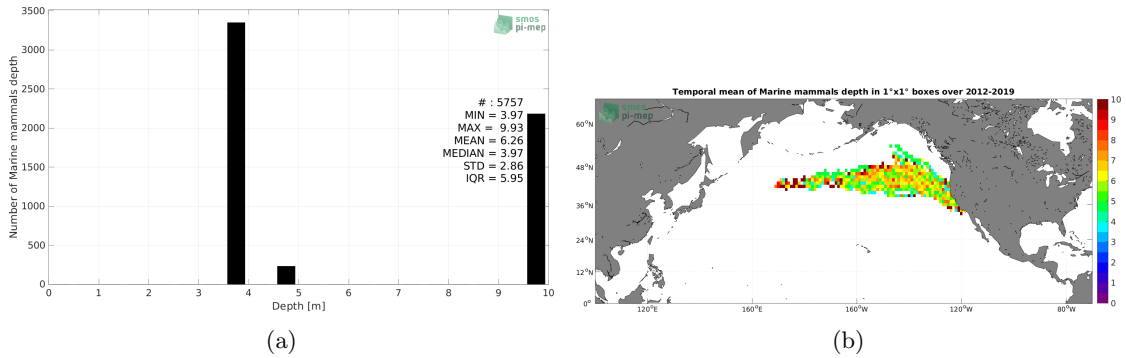 3500
3000
2500
2000
1500
1000
500
0
Number of Marine mammals depth
smos
pi-mep
# : 5757
MIN = 3.97
MAX = 9.93
MEAN = 6.26
MEDIAN = 3.97
STD = 2.86
IQR = 5.95
0 1 2 3 4 5 6 7 8 9 10
Depth [m]
(a)
Temporal mean of Marine mammals depth in 1°x1° boxes over 2012-2019
smos
pi-mep
60°N
48°N
36°N
24°N
12°N
0°
120°E 160°E 160°W 120°W 80°W
10
9
8
7
6
5
4
3
2
1
0
(b)